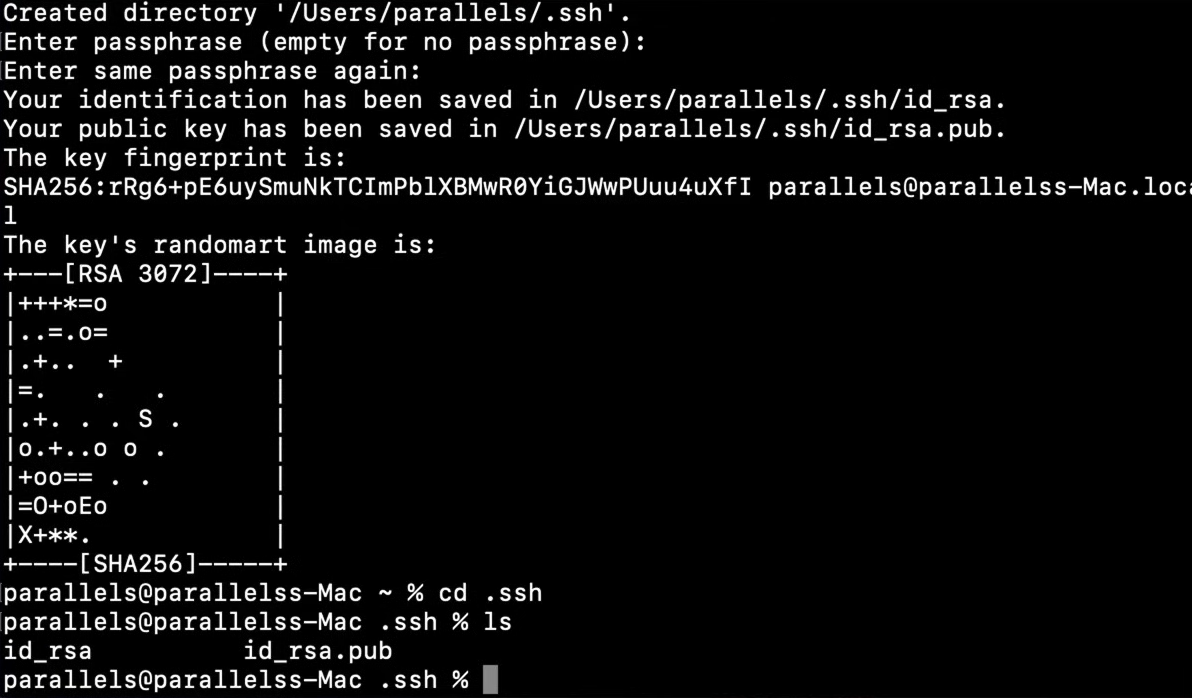 Created directory '/Users/parallels/.ssh'.
Enter passphrase (empty for no passphrase):
Enter same passphrase again:
Your identification has been saved in /Users/parallels/.ssh/id_rsa.
Your public key has been saved in /Users/parallels/.ssh/id_rsa.pub.
The key fingerprint is:
SHA256:rRg6+pE6uySmuNkTCImPblXBMwR0YiGJWwPUuu4uXfI parallels@parallelss-Mac.loca
l
The key's randomart image is:
+---[RSA 3072]----+
|+++*=o           |
|..=.o=           |
|.+..  +          |
|=.   .   .       |
|.+. . . S .      |
|o.+..o o .       |
|+oo== . .        |
|=O+oEo           |
|X+**.            |
+----[SHA256]-----+
parallels@parallelss-Mac ~ % cd .ssh
parallels@parallelss-Mac .ssh % ls
id_rsa          id_rsa.pub
parallels@parallelss-Mac .ssh %